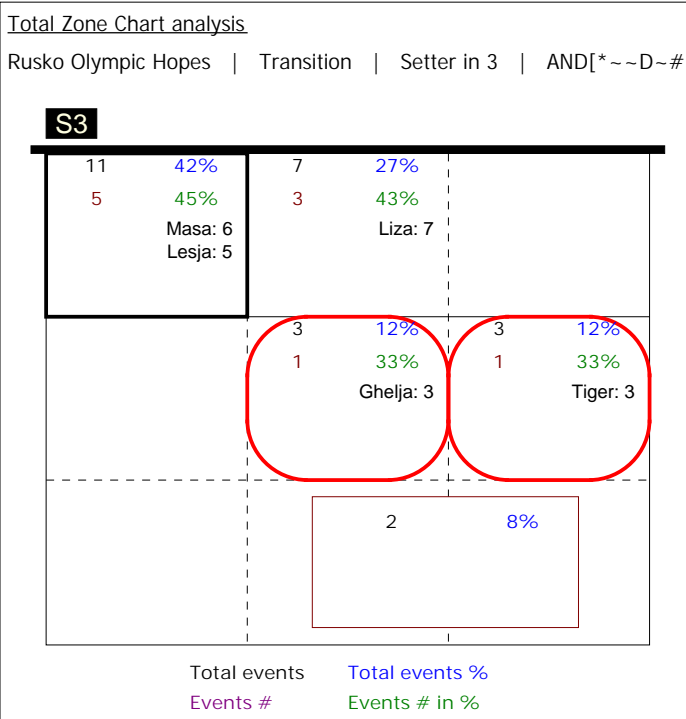 Total Zone Chart analysis
Rusko Olympic Hopes | Transition | Setter in 3 | AND[*~~D~#
S3
11 42% 7 27%
5 45% 3 43%
Masa: 6 Liza: 7
Lesja: 5
3 12% 3 12%
1 33% 1 33%
Ghelja: 3 Tiger: 3
2 8%
Total events Total events %
Events # Events # in %